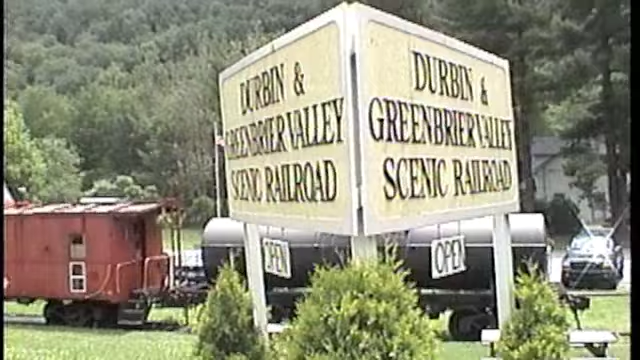 DURBIN &
GREENBRIER VALLEY
SCENIC RAILROAD
OPEN
DURBIN &
GREENBRIER VALLEY
SCENIC RAILROAD
OPEN